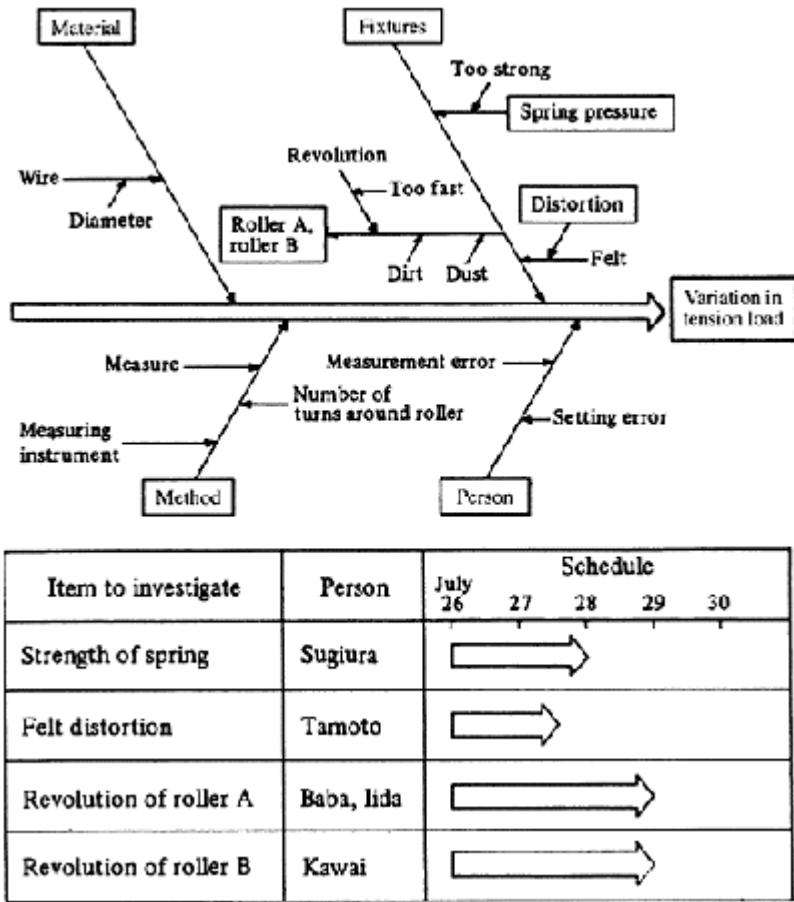 Material
Fixtures
Too strong
Spring pressure
Revolution
Wire
Too fast
Diameter
Distortion
Roller A,
roller B
Dirt
Dust
Felt
Variation in
tension load
Measure
Measurement error
Number of
turns around roller
Setting error
Measuring
instrument
Method
Person
Item to investigate
Person
Schedule
July
26
27
28
29
30
Strength of spring
Sugiura
Felt distortion
Tamoto
Revolution of roller A
Baba, Iida
Revolution of roller B
Kawai